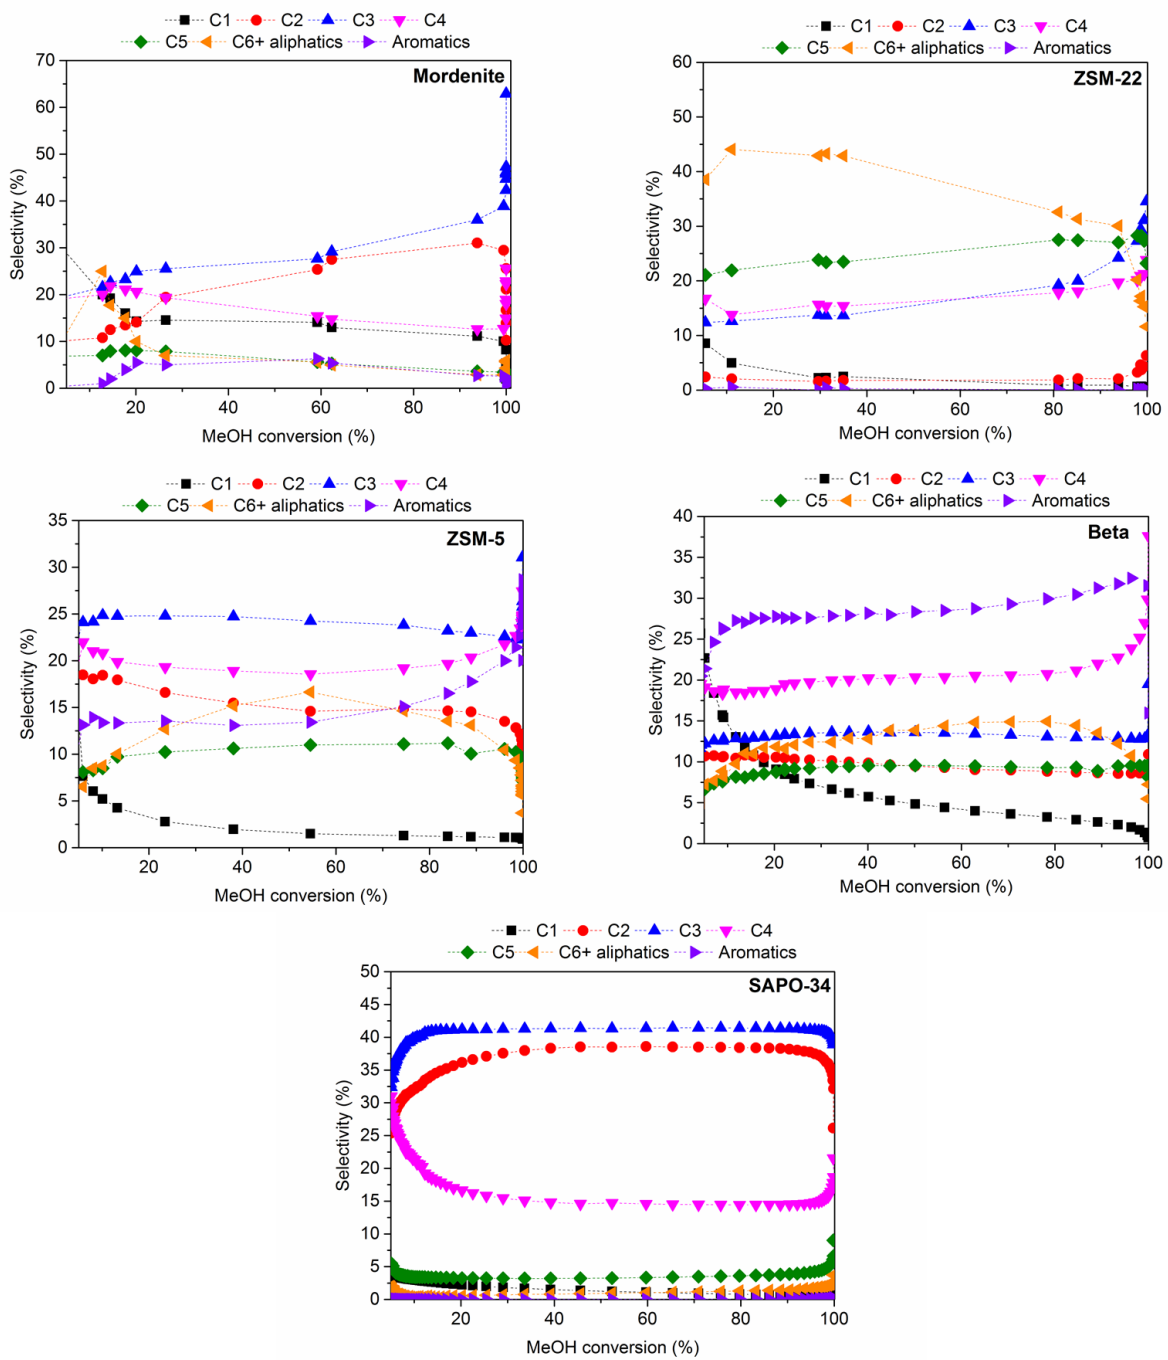 C1 C2 C3 C4
C5 C6+ aliphatics Aromatics
Mordenite
70
60
50
40
30
20
10
0
Selectivity (%)
20 40 60 80 100
MeOH conversion (%)
C1 C2 C3 C4
C5 C6+ aliphatics Aromatics
ZSM-22
60
50
40
30
20
10
0
Selectivity (%)
20 40 60 80 100
MeOH conversion (%)
C1 C2 C3 C4
C5 C6+ aliphatics Aromatics
ZSM-5
35
30
25
20
15
10
5
0
Selectivity (%)
20 40 60 80 100
MeOH conversion (%)
C1 C2 C3 C4
C5 C6+ aliphatics Aromatics
Beta
40
35
30
25
20
15
10
5
0
Selectivity (%)
20 40 60 80 100
MeOH conversion (%)
C1 C2 C3 C4
C5 C6+ aliphatics Aromatics
SAPO-34
50
45
40
35
30
25
20
15
10
5
0
Selectivity (%)
20 40 60 80 100
MeOH conversion (%)